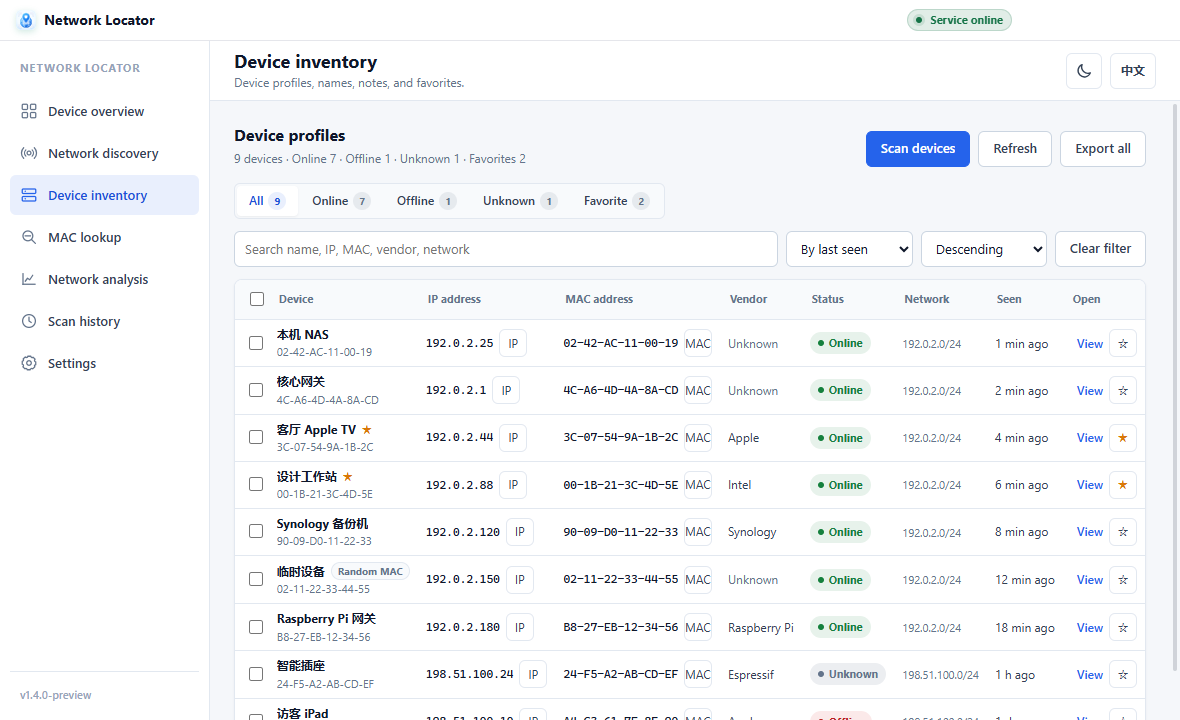 Network Locator
Service online
NETWORK LOCATOR
Device overview
Network discovery
Device inventory
MAC lookup
Network analysis
Scan history
Settings
v1.4.0-preview
Device inventory
Device profiles, names, notes, and favorites.
中文
Device profiles
9 devices · Online 7 · Offline 1 · Unknown 1 · Favorites 2
Scan devices Refresh Export all
All 9 Online 7 Offline 1 Unknown 1 Favorite 2
Search name, IP, MAC, vendor, network By last seen Descending Clear filter
Device IP address MAC address Vendor Status Network Seen Open
本机 NAS
02-42-AC-11-00-19
192.0.2.25 IP 02-42-AC-11-00-19 MAC Unknown Online 192.0.2.0/24 1 min ago View ☆
核心网关
4C-A6-4D-4A-8A-CD
192.0.2.1 IP 4C-A6-4D-4A-8A-CD MAC Unknown Online 192.0.2.0/24 2 min ago View ☆
客厅 Apple TV ★
3C-07-54-9A-1B-2C
192.0.2.44 IP 3C-07-54-9A-1B-2C MAC Apple Online 192.0.2.0/24 4 min ago View ★
设计工作站 ★
00-1B-21-3C-4D-5E
192.0.2.88 IP 00-1B-21-3C-4D-5E MAC Intel Online 192.0.2.0/24 6 min ago View ★
Synology 备份机
90-09-D0-11-22-33
192.0.2.120 IP 90-09-D0-11-22-33 MAC Synology Online 192.0.2.0/24 8 min ago View ☆
临时设备 Random MAC
02-11-22-33-44-55
192.0.2.150 IP 02-11-22-33-44-55 MAC Unknown Online 192.0.2.0/24 12 min ago View ☆
Raspberry Pi 网关
B8-27-EB-12-34-56
192.0.2.180 IP B8-27-EB-12-34-56 MAC Raspberry Pi Online 192.0.2.0/24 18 min ago View ☆
智能插座
24-F5-A2-AB-CD-EF
198.51.100.24 IP 24-F5-A2-AB-CD-EF MAC Espressif Unknown 198.51.100.0/24 1 h ago View ☆
访客 iPad